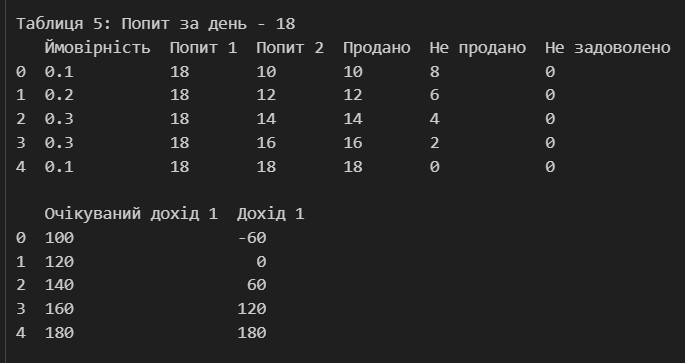 Таблиця 5: Попит за день - 18
Ймовірність Попит 1 Попит 2 Продано Не продано Не задоволено
0 0.1 18 10 10 8 0
1 0.2 18 12 12 6 0
2 0.3 18 14 14 4 0
3 0.3 18 16 16 2 0
4 0.1 18 18 18 0 0
Очікуваний дохід 1 Дохід 1
0 100 -60
1 120 0
2 140 60
3 160 120
4 180 180